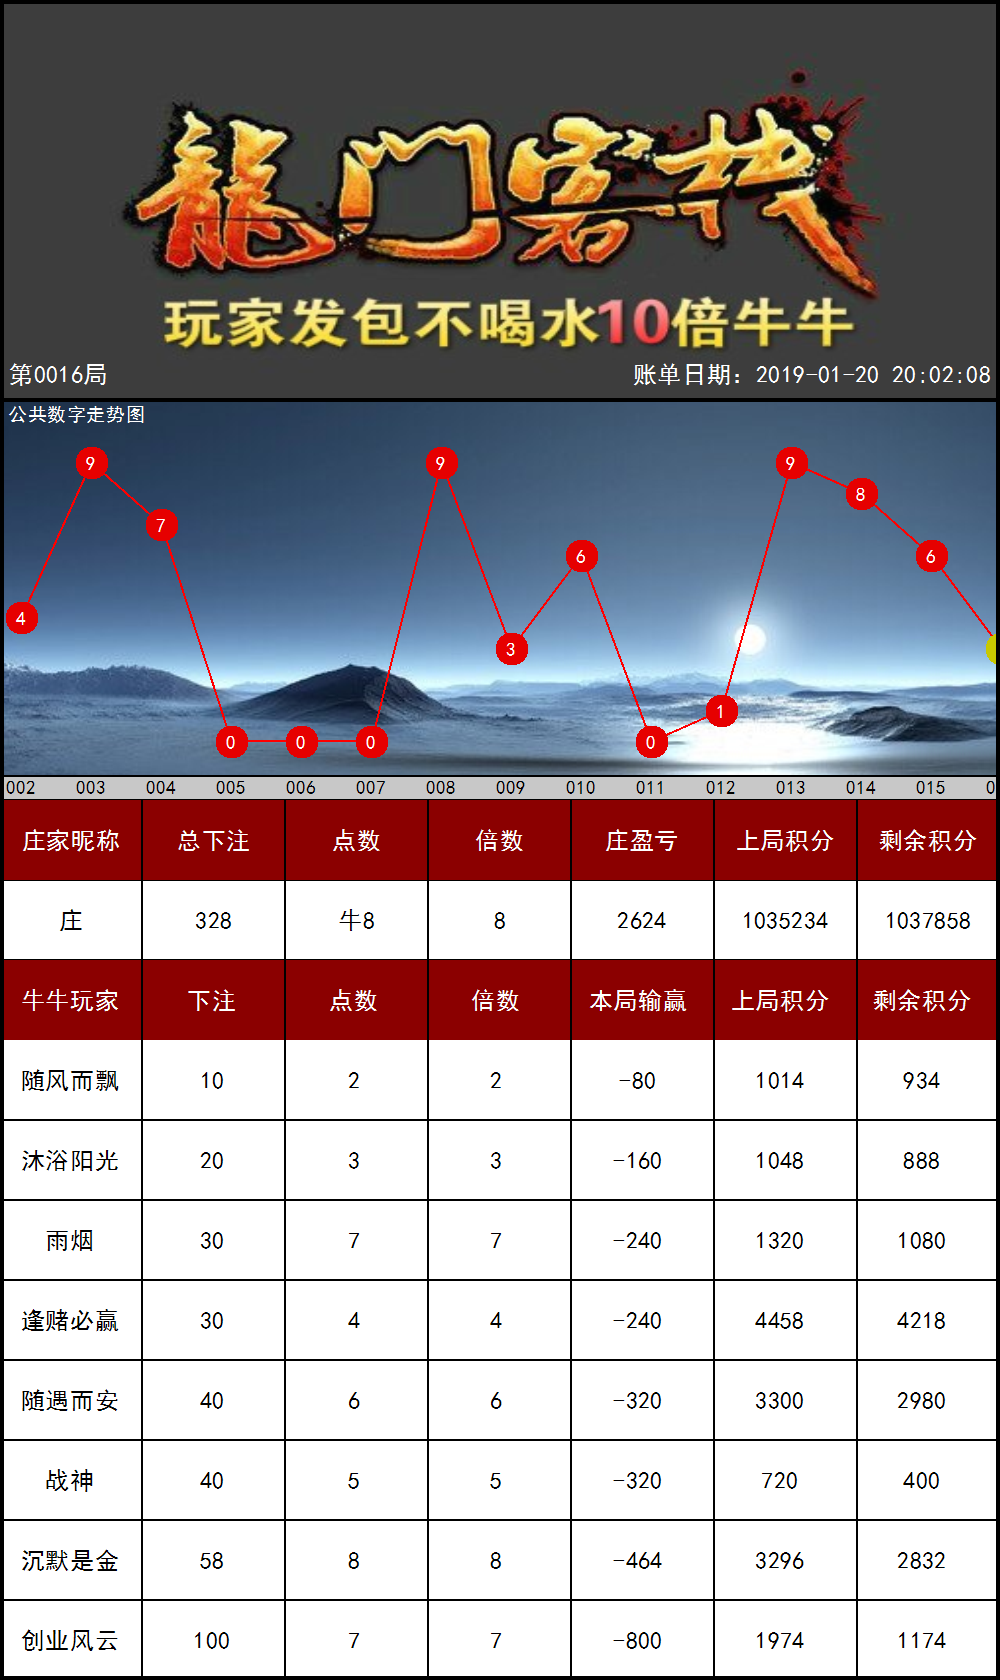 龍门客栈
玩家发包不喝水10倍牛牛
第0016局 账单日期：2019-01-20 20:02:08
公共数字走势图
4 9 7 0 0 0 9 3 6 0 1 9 8 6
002 003 004 005 006 007 008 009 010 011 012 013 014 015 0
庄家昵称 总下注 点数 倍数 庄盈亏 上局积分 剩余积分
庄 328 牛8 8 2624 1035234 1037858
牛牛玩家 下注 点数 倍数 本局输赢 上局积分 剩余积分
随风而飘 10 2 2 -80 1014 934
沐浴阳光 20 3 3 -160 1048 888
雨烟 30 7 7 -240 1320 1080
逢赌必赢 30 4 4 -240 4458 4218
随遇而安 40 6 6 -320 3300 2980
战神 40 5 5 -320 720 400
沉默是金 58 8 8 -464 3296 2832
创业风云 100 7 7 -800 1974 1174